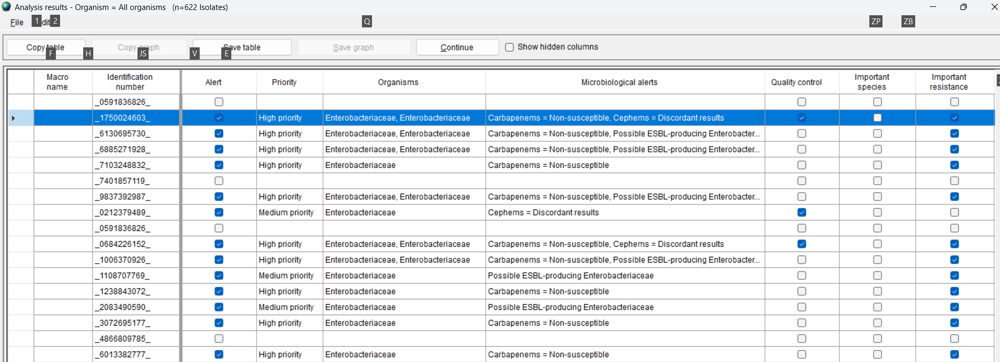 Analysis results - Organism = All organisms (n=622 Isolates)
File 1 dit 2 Q ZP ZB
Copy table Copy graph Save table Save graph Continue Show hidden columns
F H JS V E
Macro name Identification number Alert Priority Organisms Microbiological alerts Quality control Important species Important resistance
_0591836826_
_1750024603_ High priority Enterobacteriaceae, Enterobacteriaceae Carbapenems = Non-susceptible, Cephems = Discordant results
_6130695730_ High priority Enterobacteriaceae, Enterobacteriaceae Carbapenems = Non-susceptible, Possible ESBL-producing Enterobacter...
_6885271928_ High priority Enterobacteriaceae, Enterobacteriaceae Carbapenems = Non-susceptible, Possible ESBL-producing Enterobacter...
_7103248832_ High priority Enterobacteriaceae Carbapenems = Non-susceptible
_7401857119_
_9837392987_ High priority Enterobacteriaceae, Enterobacteriaceae Carbapenems = Non-susceptible, Possible ESBL-producing Enterobacter...
_0212379489_ Medium priority Enterobacteriaceae Cephems = Discordant results
_0591836826_
_0684226152_ High priority Enterobacteriaceae, Enterobacteriaceae Carbapenems = Non-susceptible, Cephems = Discordant results
_1006370926_ High priority Enterobacteriaceae, Enterobacteriaceae Carbapenems = Non-susceptible, Possible ESBL-producing Enterobacter...
_1108707769_ Medium priority Enterobacteriaceae Possible ESBL-producing Enterobacteriaceae
_1238843072_ High priority Enterobacteriaceae Carbapenems = Non-susceptible
_2083490590_ Medium priority Enterobacteriaceae Possible ESBL-producing Enterobacteriaceae
_3072695177_ High priority Enterobacteriaceae Carbapenems = Non-susceptible
_4866809785_
_6013382777_ High priority Enterobacteriaceae Carbapenems = Non-susceptible